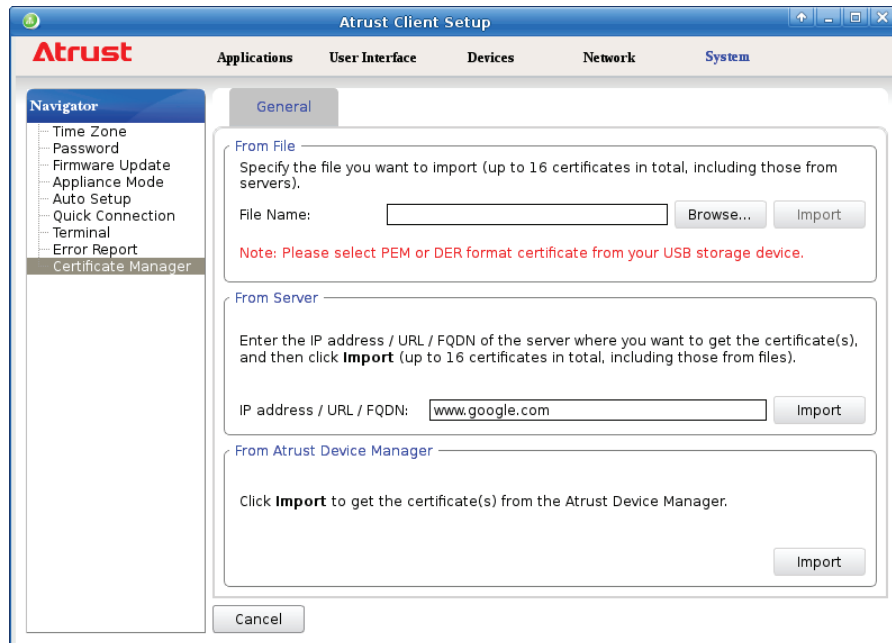 Atrust Client Setup
Atrust
Applications User Interface Devices Network System
Navigator
Time Zone
Password
Firmware Update
Appliance Mode
Auto Setup
Quick Connection
Terminal
Error Report
Certificate Manager
General
From File
Specify the file you want to import (up to 16 certificates in total, including those from
servers).
File Name: Browse... Import
Note: Please select PEM or DER format certificate from your USB storage device.
From Server
Enter the IP address / URL / FQDN of the server where you want to get the certificate(s),
and then click Import (up to 16 certificates in total, including those from files).
IP address / URL / FQDN: www.google.com Import
From Atrust Device Manager
Click Import to get the certificate(s) from the Atrust Device Manager.
Import
Cancel